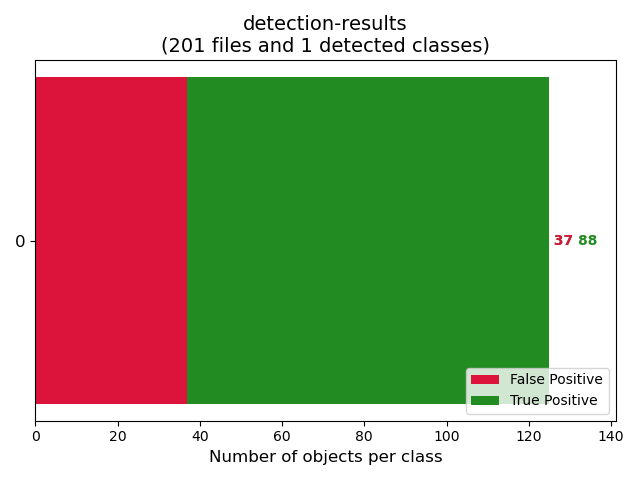 detection-results
(201 files and 1 detected classes)
0
37 88
False Positive
True Positive
0 20 40 60 80 100 120 140
Number of objects per class